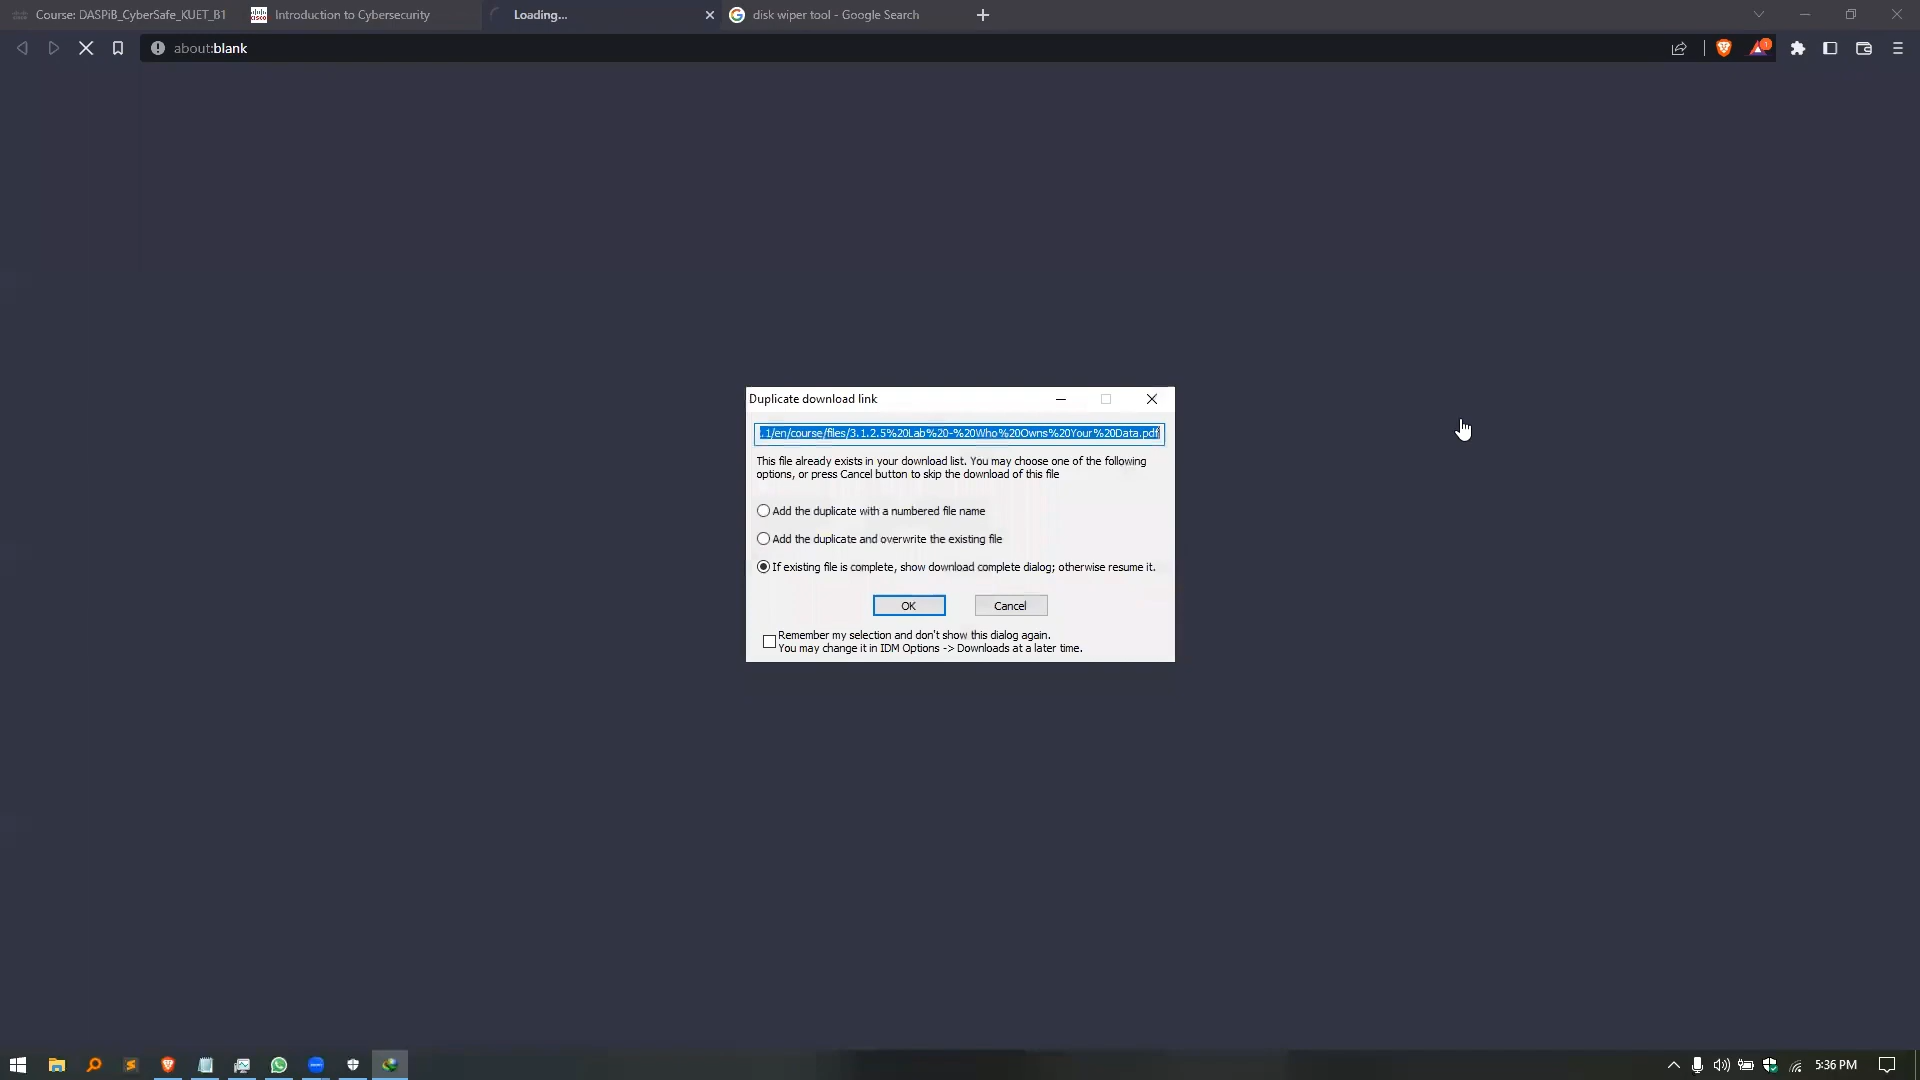 Course: DASPiB_CyberSafe_KUET_B1
Introduction to Cybersecurity
Loading...
disk wiper tool - Google Search
about:blank
1
Duplicate download link
.1/en/course/files/3.1.2.5%20Lab%20-%20Who%20Owns%20Your%20Data.pdf
This file already exists in your download list. You may choose one of the following
options, or press Cancel button to skip the download of this file
Add the duplicate with a numbered file name
Add the duplicate and overwrite the existing file
If existing file is complete, show download complete dialog; otherwise resume it.
OK
Cancel
Remember my selection and don't show this dialog again.
You may change it in IDM Options -> Downloads at a later time.
5:36 PM